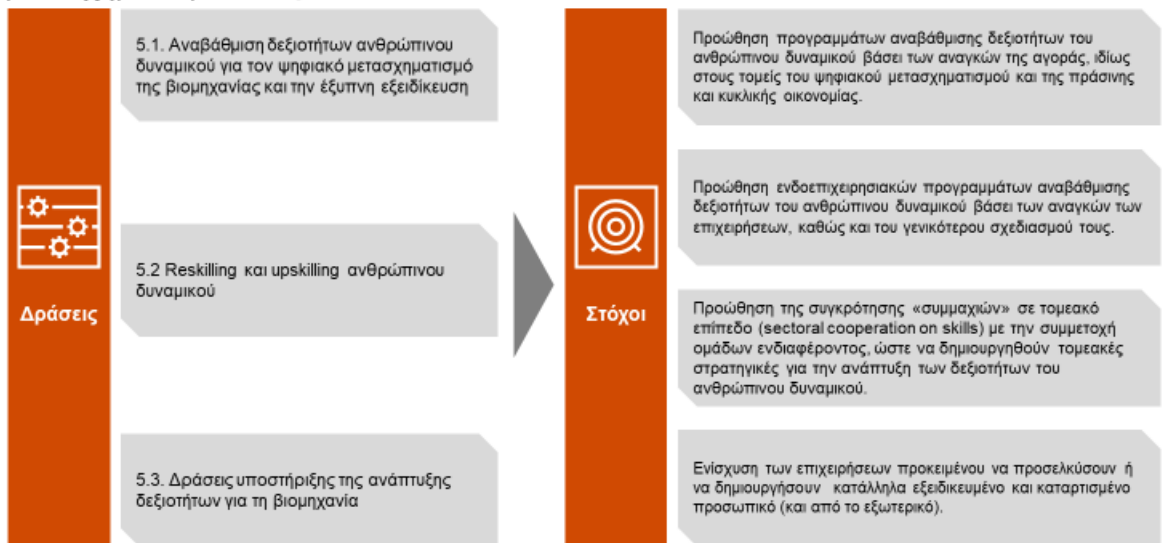 Δράσεις
5.1. Αναβάθμιση δεξιοτήτων ανθρώπινου
δυναμικού για τον ψηφιακό μετασχηματισμό
της βιομηχανίας και την έξυπνη εξειδίκευση
5.2 Reskilling και upskilling ανθρώπινου
δυναμικού
5.3. Δράσεις υποστήριξης της ανάπτυξης
δεξιοτήτων για τη βιομηχανία
Στόχοι
Προώθηση προγραμμάτων αναβάθμισης δεξιοτήτων του
ανθρώπινου δυναμικού βάσει των αναγκών της αγοράς, ιδίως
στους τομείς του ψηφιακού μετασχηματισμού και της πράσινης
και κυκλικής οικονομίας.
Προώθηση ενδοεπιχειρησιακών προγραμμάτων αναβάθμισης
δεξιοτήτων του ανθρώπινου δυναμικού βάσει των αναγκών των
επιχειρήσεων, καθώς και του γενικότερου σχεδιασμού τους.
Προώθηση της συγκρότησης «συμμαχιών» σε τομεακό
επίπεδο (sectoral cooperation on skills) με την συμμετοχή
ομάδων ενδιαφέροντος, ώστε να δημιουργηθούν τομεακές
στρατηγικές για την ανάπτυξη των δεξιοτήτων του
ανθρώπινου δυναμικού.
Ενίσχυση των επιχειρήσεων προκειμένου να προσελκύσουν ή
να δημιουργήσουν κατάλληλα εξειδικευμένο και καταρτισμένο
προσωπικό (και από το εξωτερικό).